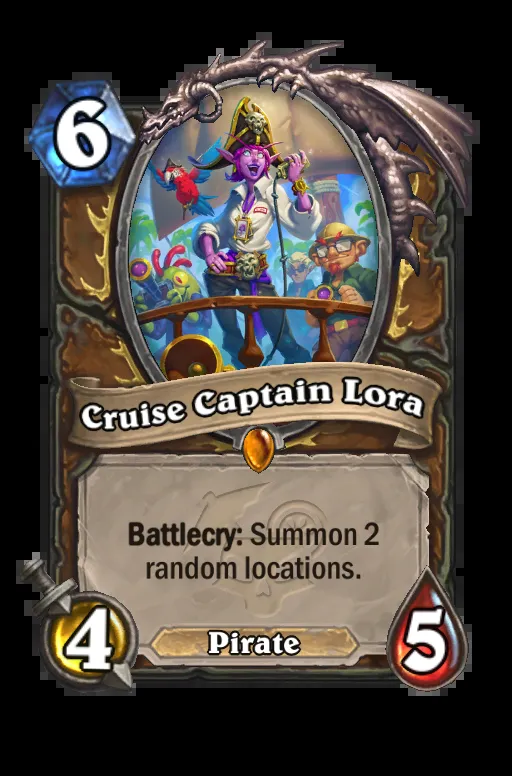 6
Cruise Captain Lora
Battlecry: Summon 2
random locations.
4
Pirate
5